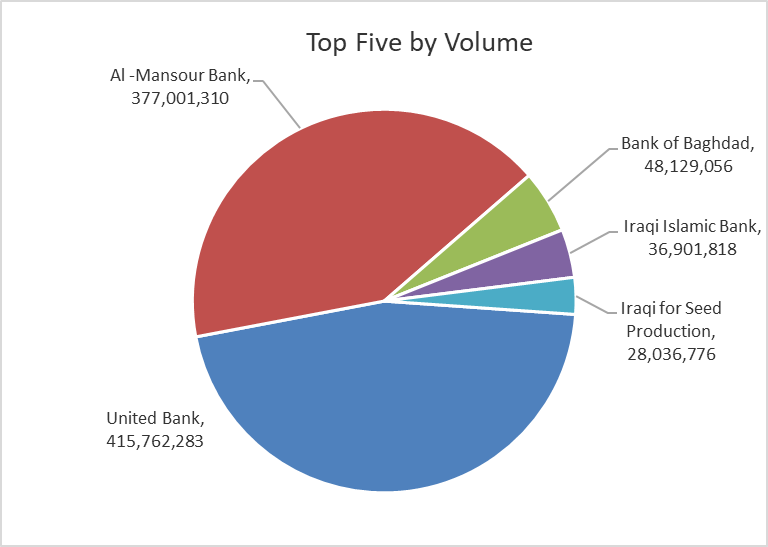 Top Five by Volume
Al -Mansour Bank,
377,001,310
Bank of Baghdad,
48,129,056
Iraqi Islamic Bank,
36,901,818
Iraqi for Seed
Production,
28,036,776
United Bank,
415,762,283